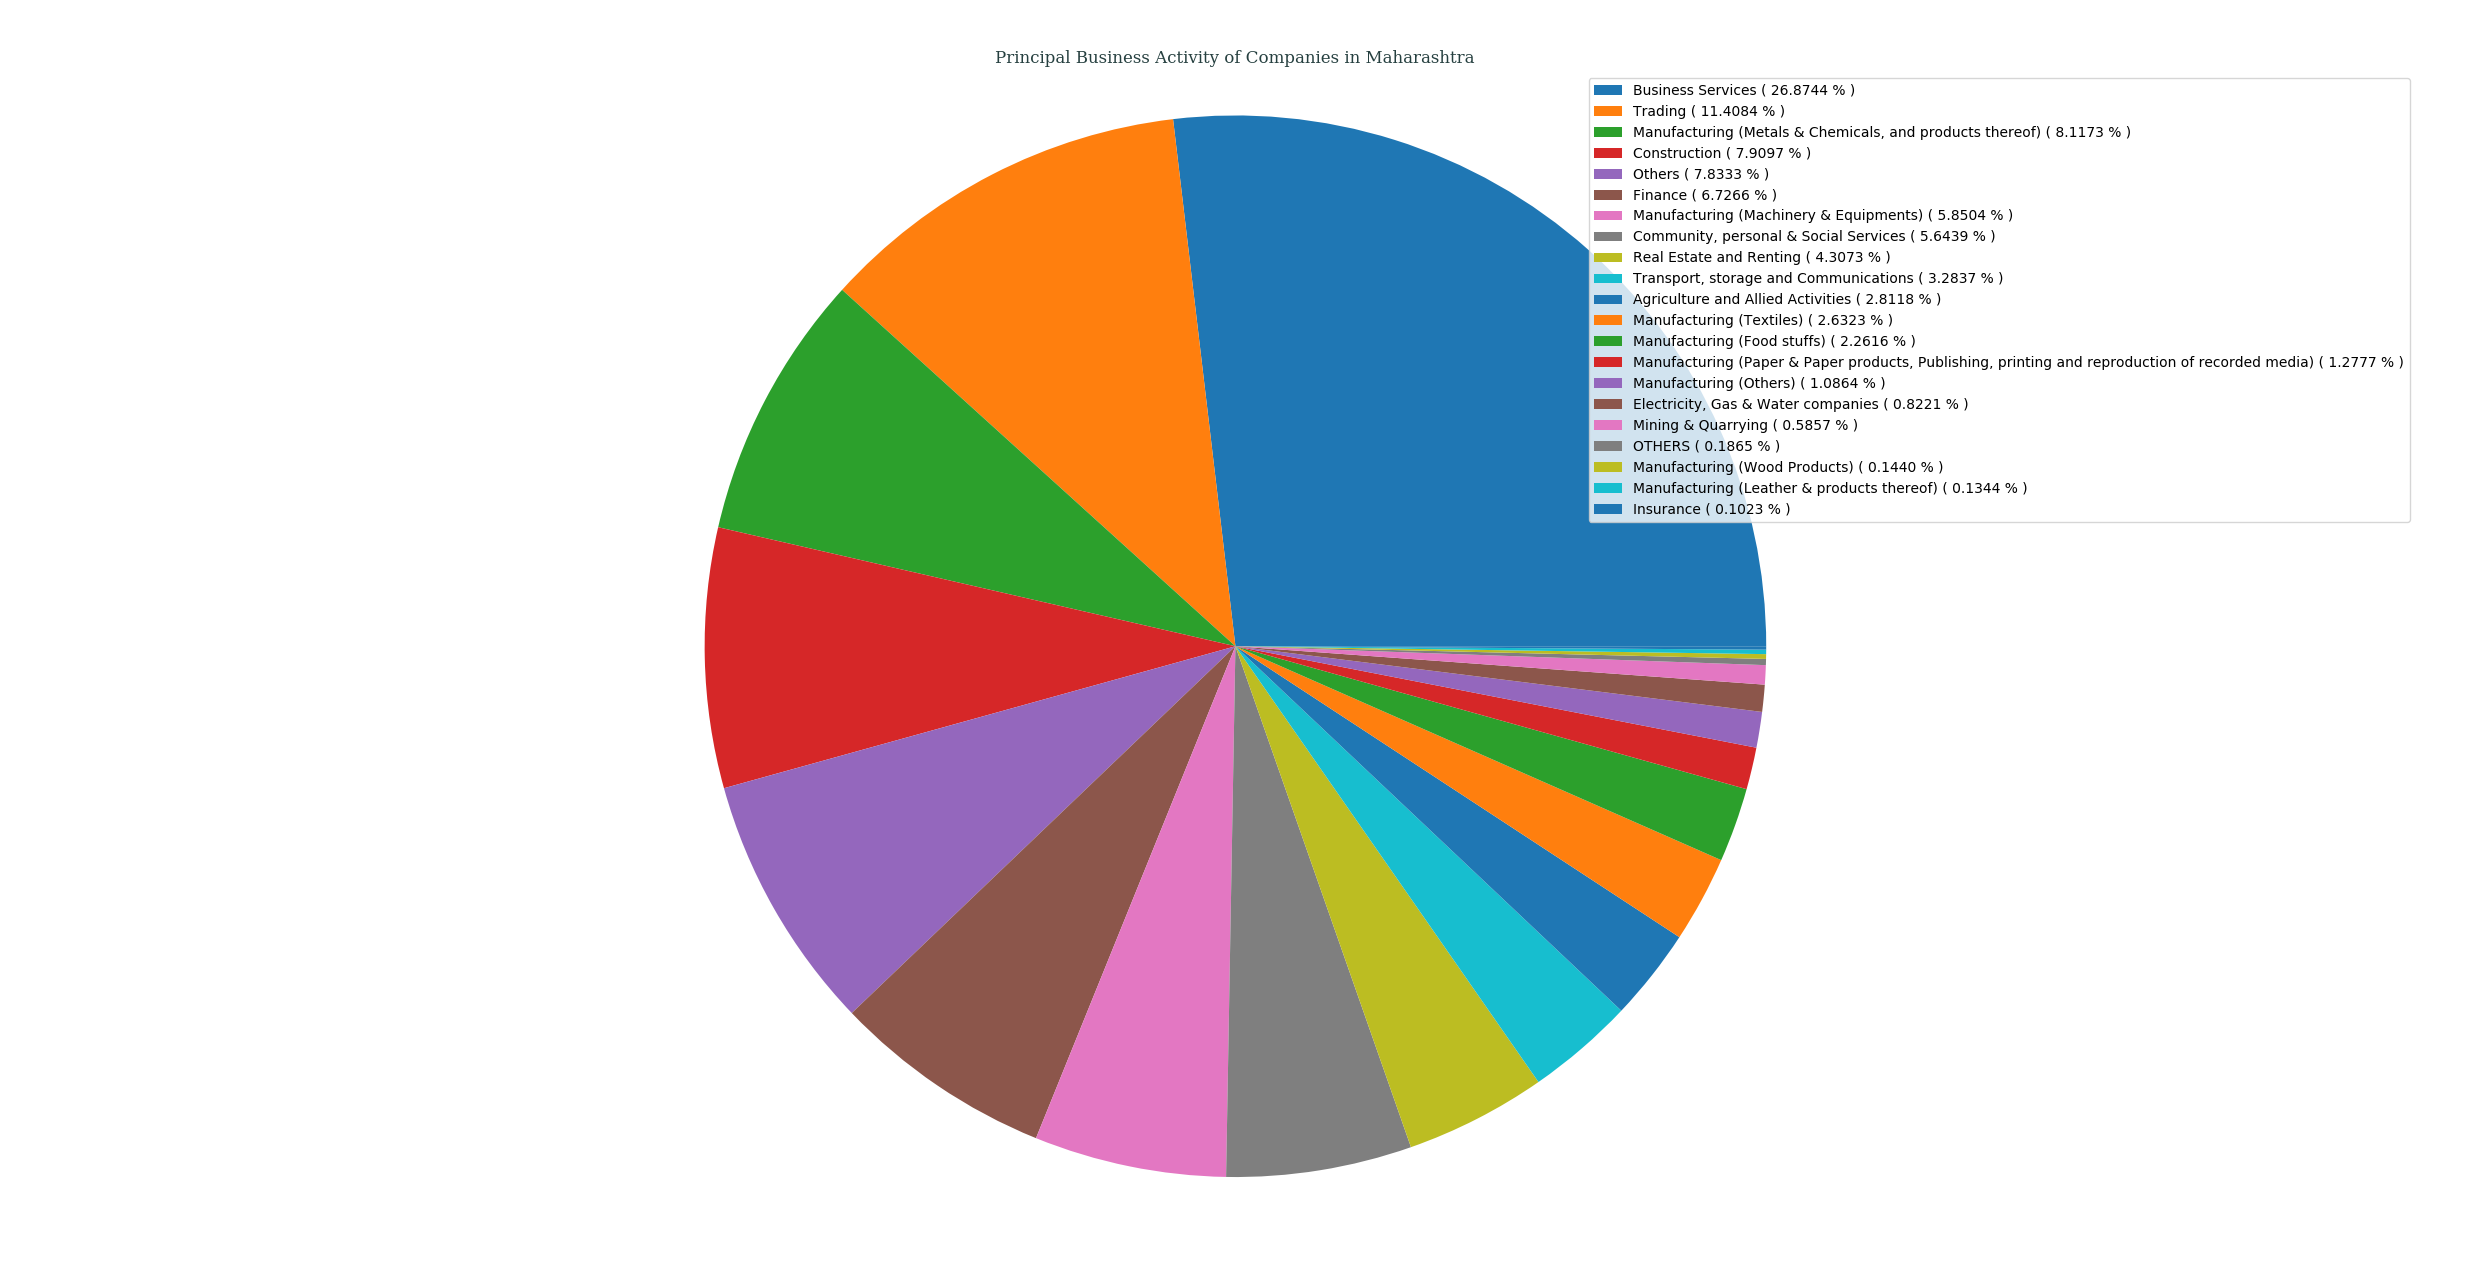 Principal Business Activity of Companies in Maharashtra
Business Services ( 26.8744 % )
Trading ( 11.4084 % )
Manufacturing (Metals & Chemicals, and products thereof) ( 8.1173 % )
Construction ( 7.9097 % )
Others ( 7.8333 % )
Finance ( 6.7266 % )
Manufacturing (Machinery & Equipments) ( 5.8504 % )
Community, personal & Social Services ( 5.6439 % )
Real Estate and Renting ( 4.3073 % )
Transport, storage and Communications ( 3.2837 % )
Agriculture and Allied Activities ( 2.8118 % )
Manufacturing (Textiles) ( 2.6323 % )
Manufacturing (Food stuffs) ( 2.2616 % )
Manufacturing (Paper & Paper products, Publishing, printing and reproduction of recorded media) ( 1.2777 % )
Manufacturing (Others) ( 1.0864 % )
Electricity, Gas & Water companies ( 0.8221 % )
Mining & Quarrying ( 0.5857 % )
OTHERS ( 0.1865 % )
Manufacturing (Wood Products) ( 0.1440 % )
Manufacturing (Leather & products thereof) ( 0.1344 % )
Insurance ( 0.1023 % )